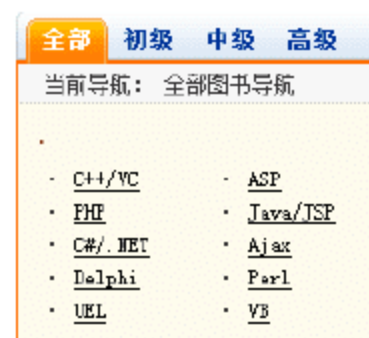 全部 初级 中级 高级
当前导航： 全部图书导航
· C++/VC · ASP
· PHP · Java/JSP
· C#/.NET · Ajax
· Delphi · Perl
· UEL · VB